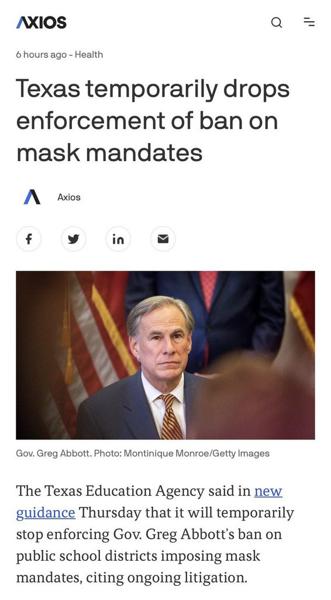 AXIOS
6 hours ago - Health
Texas temporarily drops
enforcement of ban on
mask mandates
Axios
Gov. Greg Abbott. Photo: Montinique Monroe/Getty Images
The Texas Education Agency said in new
guidance Thursday that it will temporarily
stop enforcing Gov. Greg Abbott's ban on
public school districts imposing mask
mandates, citing ongoing litigation.